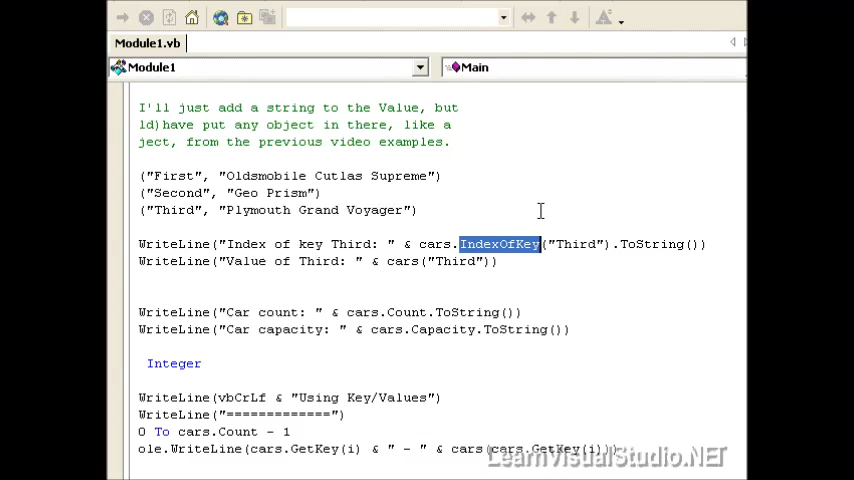 Module1.vb
Module1
Main
I'll just add a string to the Value, but
ld)have put any object in there, like a
ject, from the previous video examples.
("First", "Oldsmobile Cutlas Supreme")
("Second", "Geo Prism")
("Third", "Plymouth Grand Voyager")
WriteLine("Index of key Third: " & cars.IndexOfKey("Third").ToString())
WriteLine("Value of Third: " & cars("Third"))
WriteLine("Car count: " & cars.Count.ToString())
WriteLine("Car capacity: " & cars.Capacity.ToString())
Integer
WriteLine(vbCrLf & "Using Key/Values")
WriteLine("=============")
0 To cars.Count - 1
ole.WriteLine(cars.GetKey(i) & " - " & cars(cars.GetKey(i)))
LearnVisualStudio.NET